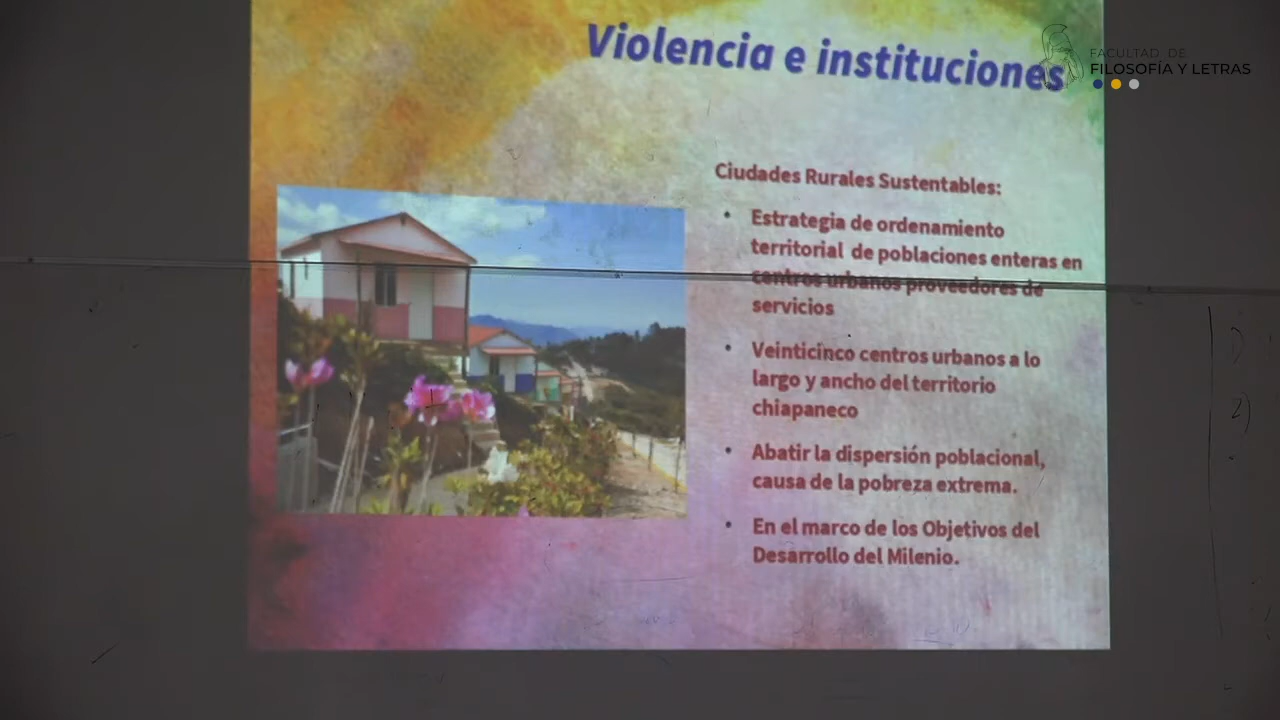 Violencia e instituciones
FACULTAD DE
FILOSOFÍA Y LETRAS
Ciudades Rurales Sustentables:
• Estrategia de ordenamiento
territorial de poblaciones enteras en
centros urbanos proveedores de
servicios
• Veinticinco centros urbanos a lo
largo y ancho del territorio
chiapaneco
• Abatir la dispersión poblacional,
causa de la pobreza extrema.
• En el marco de los Objetivos del
Desarrollo del Milenio.
2)